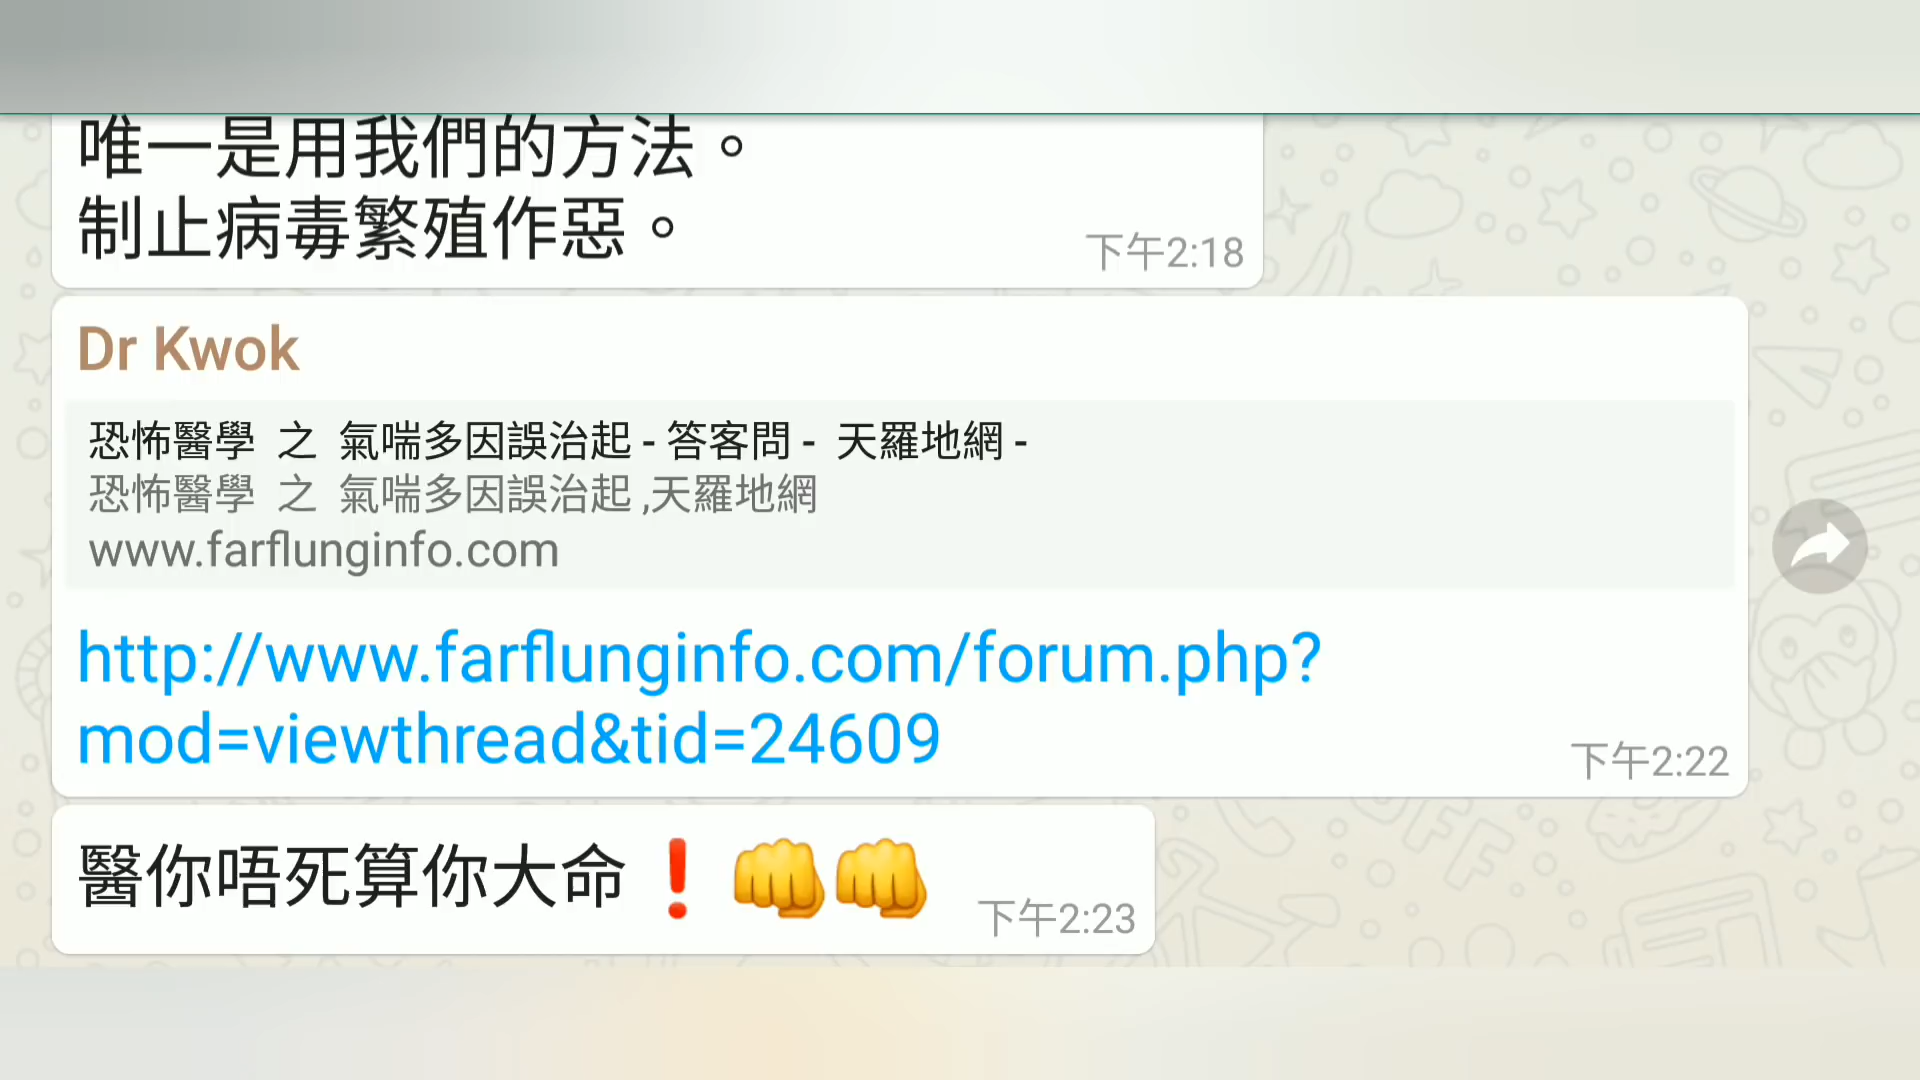 唯一是用我們的方法。
制止病毒繁殖作惡。
下午2:18
Dr Kwok
恐怖醫學 之 氣喘多因誤治起 - 答客問 - 天羅地網 -
恐怖醫學 之 氣喘多因誤治起 ,天羅地網
www.farflunginfo.com
http://www.farflunginfo.com/forum.php?
mod=viewthread&tid=24609
下午2:22
醫你唔死算你大命❗👊👊
下午2:23